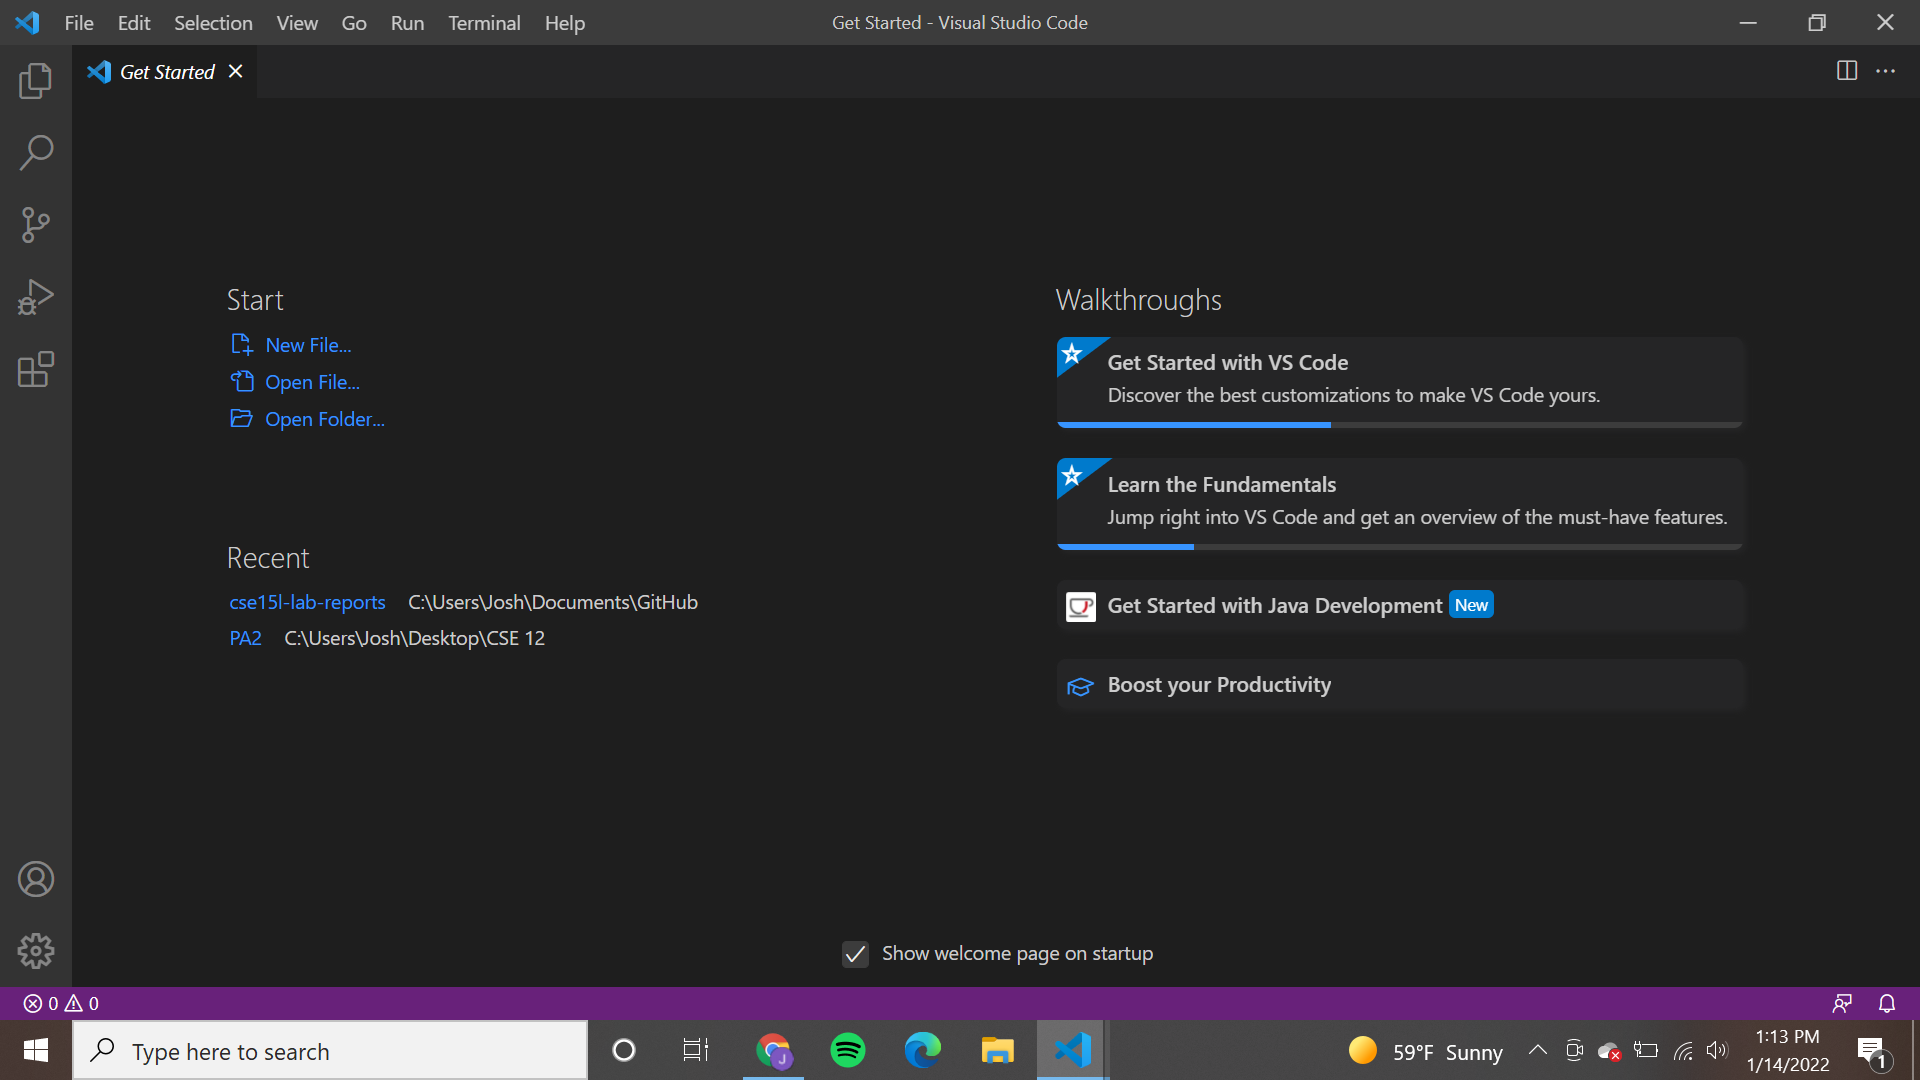 File Edit Selection View Go Run Terminal Help Get Started - Visual Studio Code
Get Started
Start
New File...
Open File...
Open Folder...
Recent
cse15l-lab-reports C:\Users\Josh\Documents\GitHub
PA2 C:\Users\Josh\Desktop\CSE 12
Walkthroughs
Get Started with VS Code
Discover the best customizations to make VS Code yours.
Learn the Fundamentals
Jump right into VS Code and get an overview of the must-have features.
Get Started with Java Development New
Boost your Productivity
Show welcome page on startup
0 0
Type here to search
J
59°F Sunny
1:13 PM
1/14/2022
1